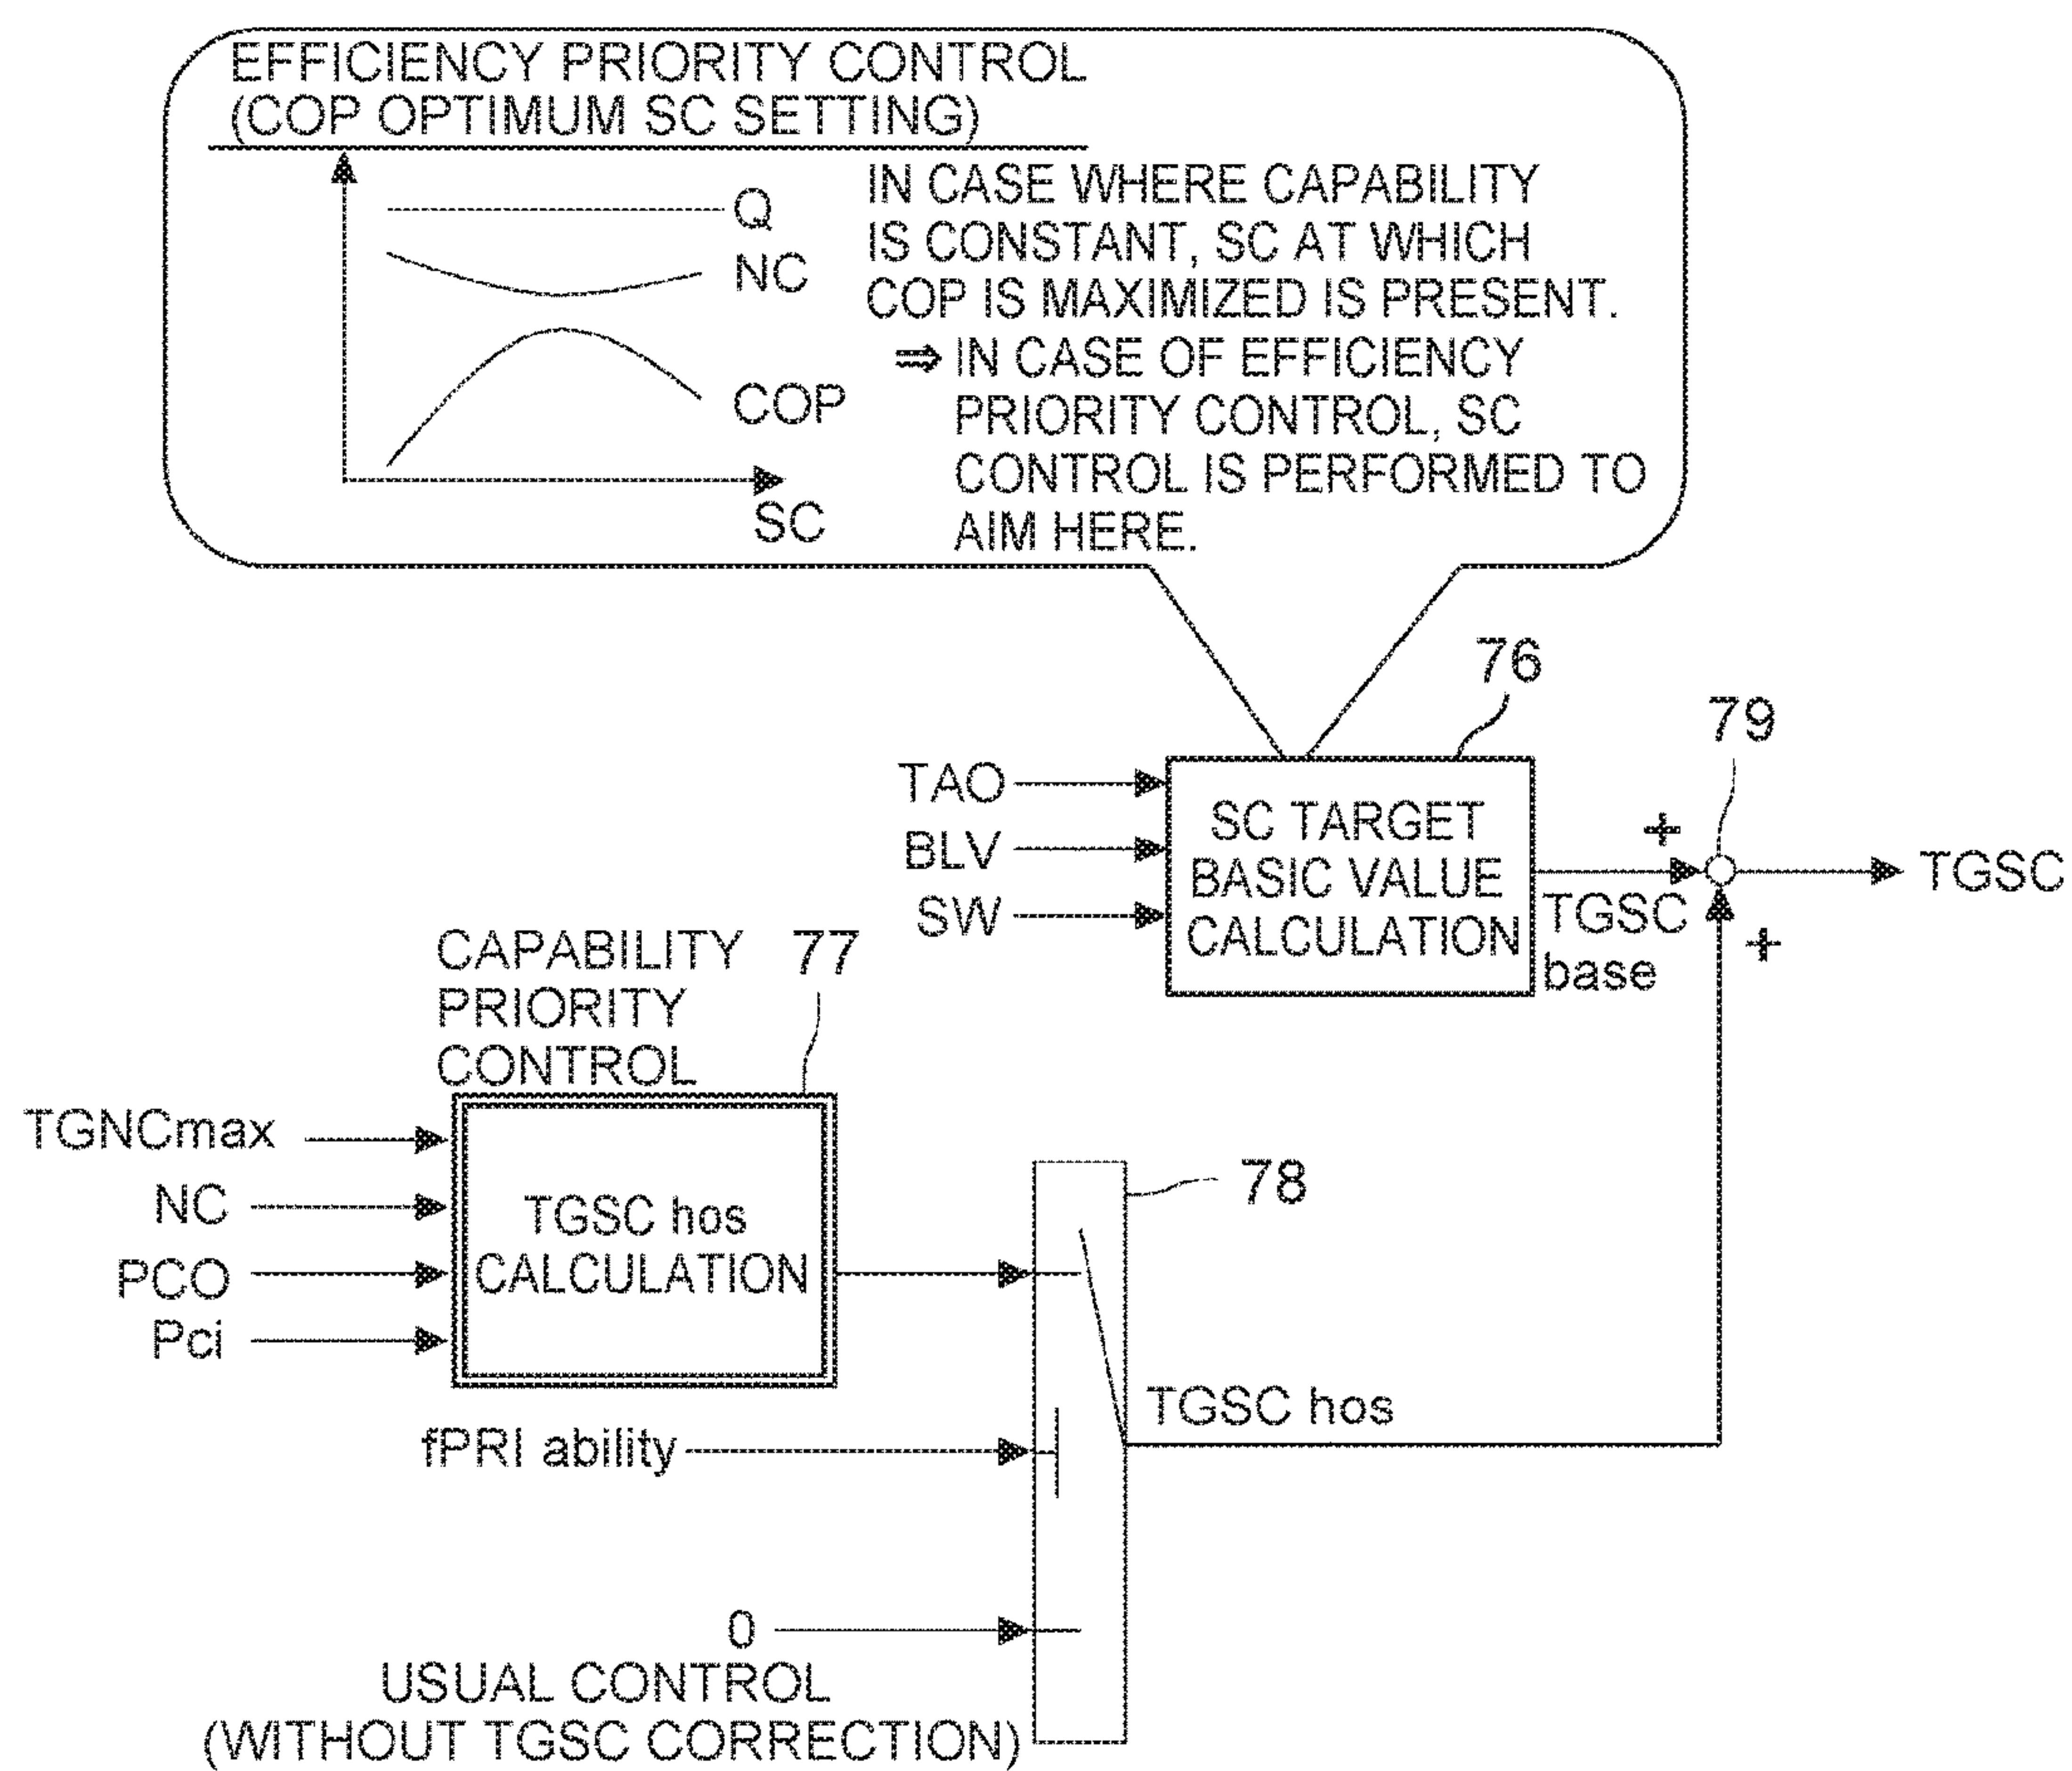 EFFICIENCY PRIORITY CONTROL
(COP OPTIMUM SC SETTING)
Q
NC
COP
SC
IN CASE WHERE CAPABILITY
IS CONSTANT, SC AT WHICH
COP IS MAXIMIZED IS PRESENT.
⇒ IN CASE OF EFFICIENCY
PRIORITY CONTROL, SC
CONTROL IS PERFORMED TO
AIM HERE.
76
79
TAO
BLV
SW
SC TARGET
BASIC VALUE
CALCULATION
+
TGSC
base
+
TGSC
CAPABILITY
PRIORITY
CONTROL
77
TGNCmax
NC
PCO
Pci
TGSC hos
CALCULATION
78
fPRI ability
TGSC hos
0
USUAL CONTROL
(WITHOUT TGSC CORRECTION)